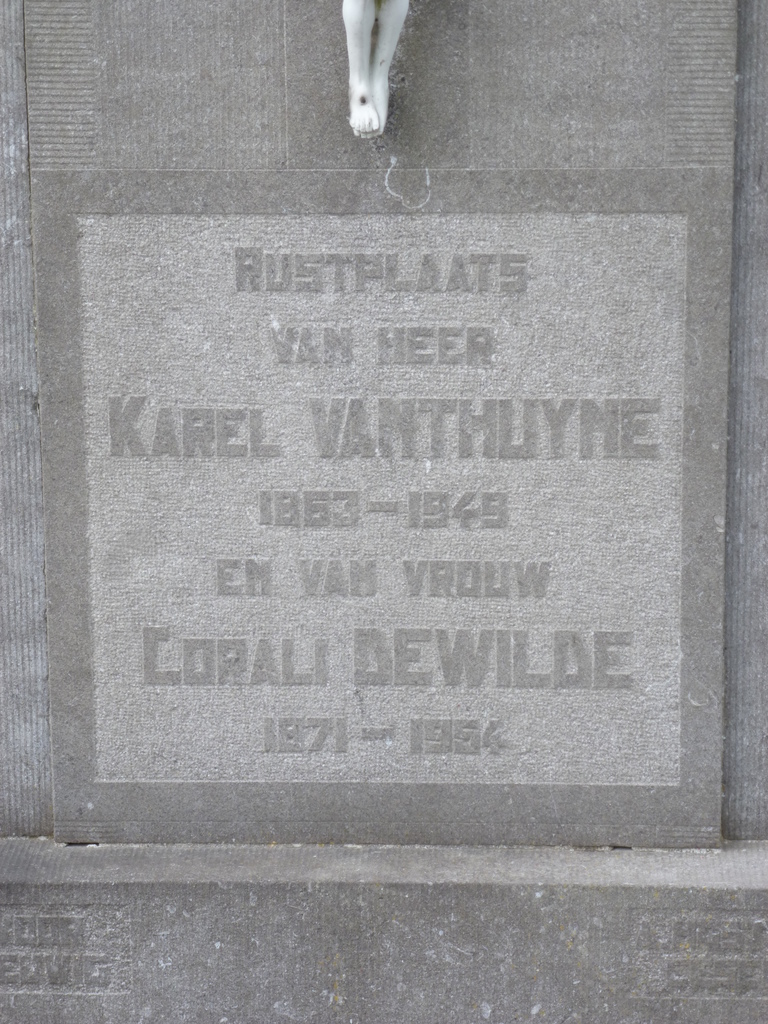 RUSTPLAATS
VAN HEER
KAREL VANTHUYNE
1863-1949
EN VAN VROUW
CORALI DEWILDE
1871-1954